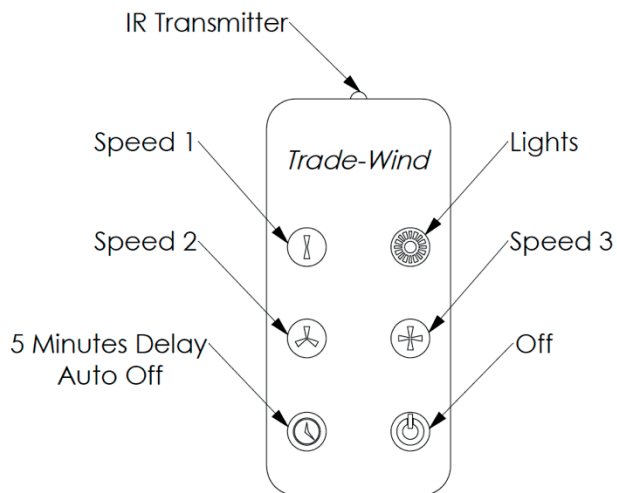 IR Transmitter
Speed 1
Trade-Wind
Lights
Speed 2
Speed 3
5 Minutes Delay
Auto Off
Off